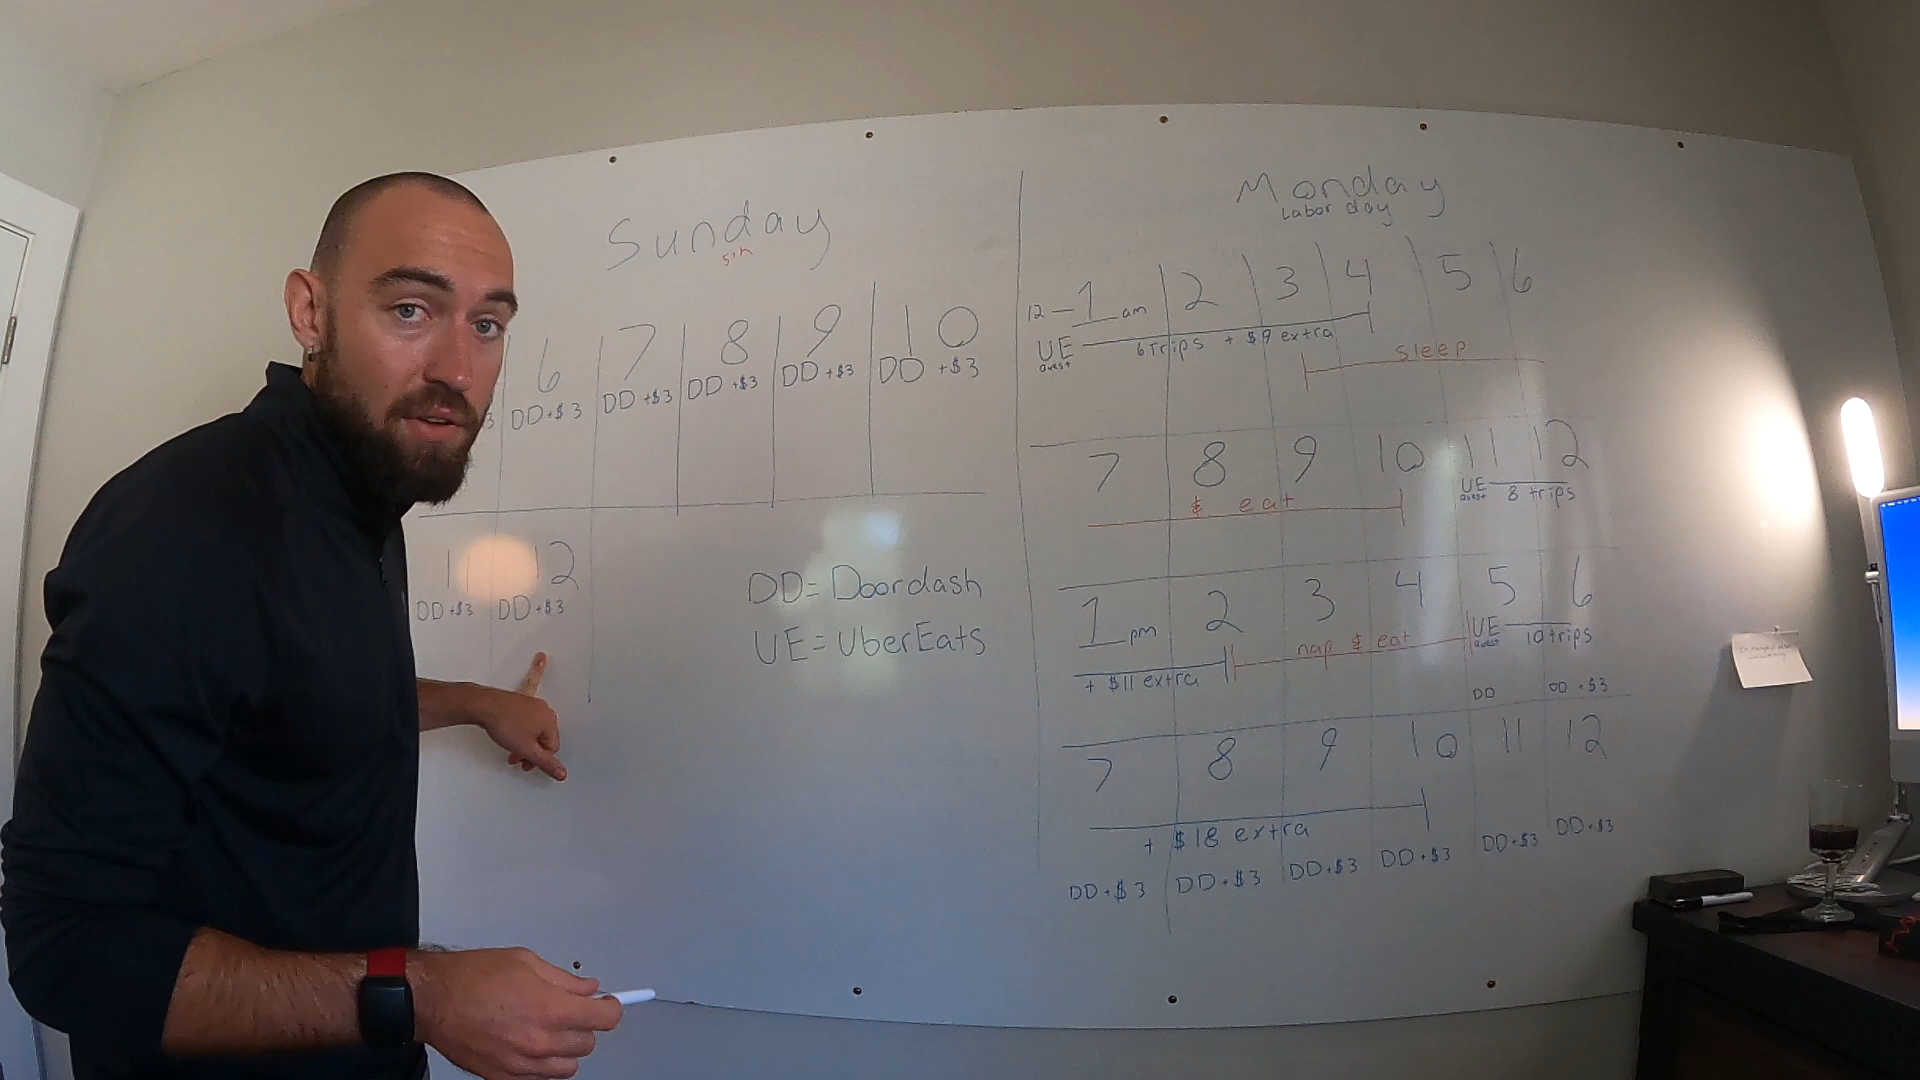 Sunday
5th
6 7 8 9 10
3 DD+$3 DD +$3 DD +$3 DD +$3 DD +$3
11 12
DD+$3 DD+$3
DD= Doordash
UE= UberEats
Monday
Labor day
12-1am 2 3 4 5 6
UE 6 Trips + $9 extra
quest
sleep
7 8 9 10 11 12
& eat
UE 8 trips
quest
1pm 2 3 4 5 6
+ $11 extra
nap & eat
UE 10 trips
quest
DD DD +$3
7 8 9 10 11 12
+ $18 extra
DD+$3 DD+$3 DD+$3 DD+$3 DD+$3 DD+$3